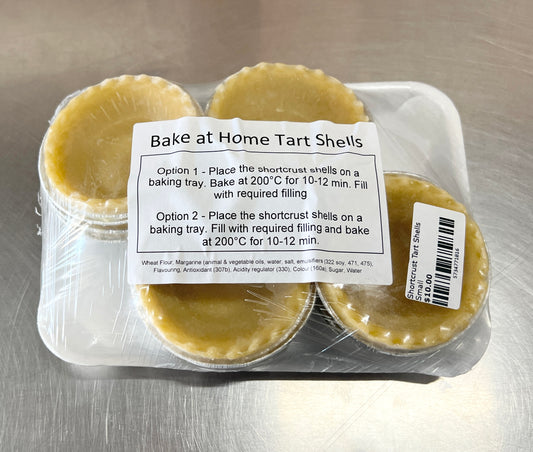 Bake at Home Tart Shells
Option 1 - Place the shortcrust shells on a
baking tray. Bake at 200°C for 10-12 min. Fill
with required filling
Option 2 - Place the shortcrust shells on a
baking tray. Fill with required filling and bake
at 200°C for 10-12 min.
Wheat Flour, Margarine (animal & vegetable oils, water, salt, emulsifiers (322 soy, 471, 475),
Flavouring, Antioxidant (307b), Acidity regulator (330), Colour (160a), Sugar, Water
Shortcrust Tart Shells
Small
$10.00
5734771816